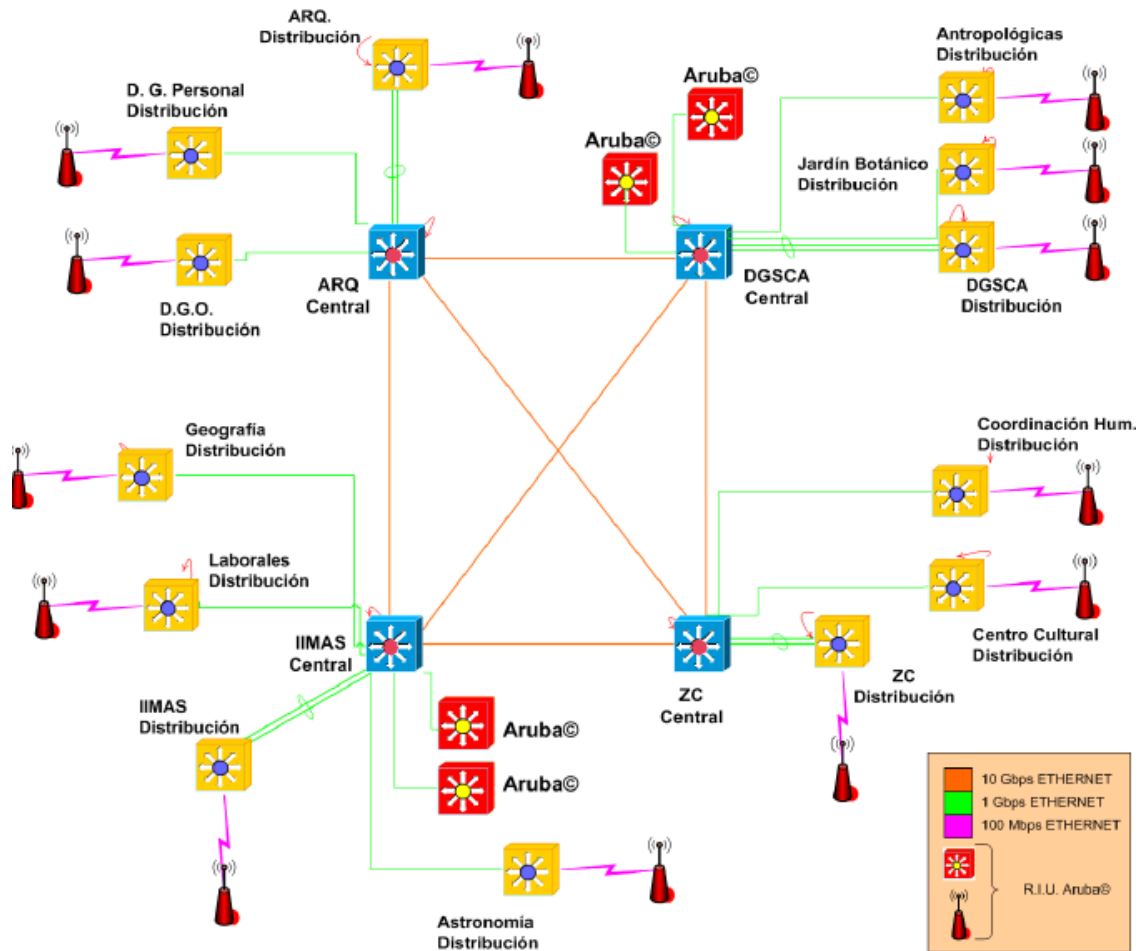 ARQ.
Distribución
D. G. Personal
Distribución
D.G.O.
Distribución
ARQ
Central
Aruba©
Aruba©
DGSCA
Central
Antropológicas
Distribución
Jardín Botánico
Distribución
DGSCA
Distribución
Geografía
Distribución
Laborales
Distribución
IIMAS
Central
IIMAS
Distribución
Aruba©
Aruba©
Astronomía
Distribución
ZC
Central
Coordinación Hum.
Distribución
Centro Cultural
Distribución
ZC
Distribución
10 Gbps ETHERNET
1 Gbps ETHERNET
100 Mbps ETHERNET
R.I.U. Aruba©